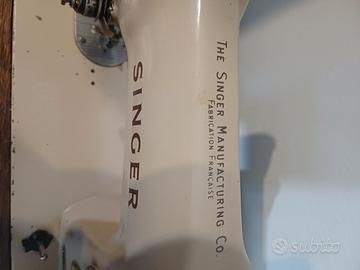 SINGER
THE SINGER MANUFACTURING CO.
FABRICATION FRANÇAISE
subito